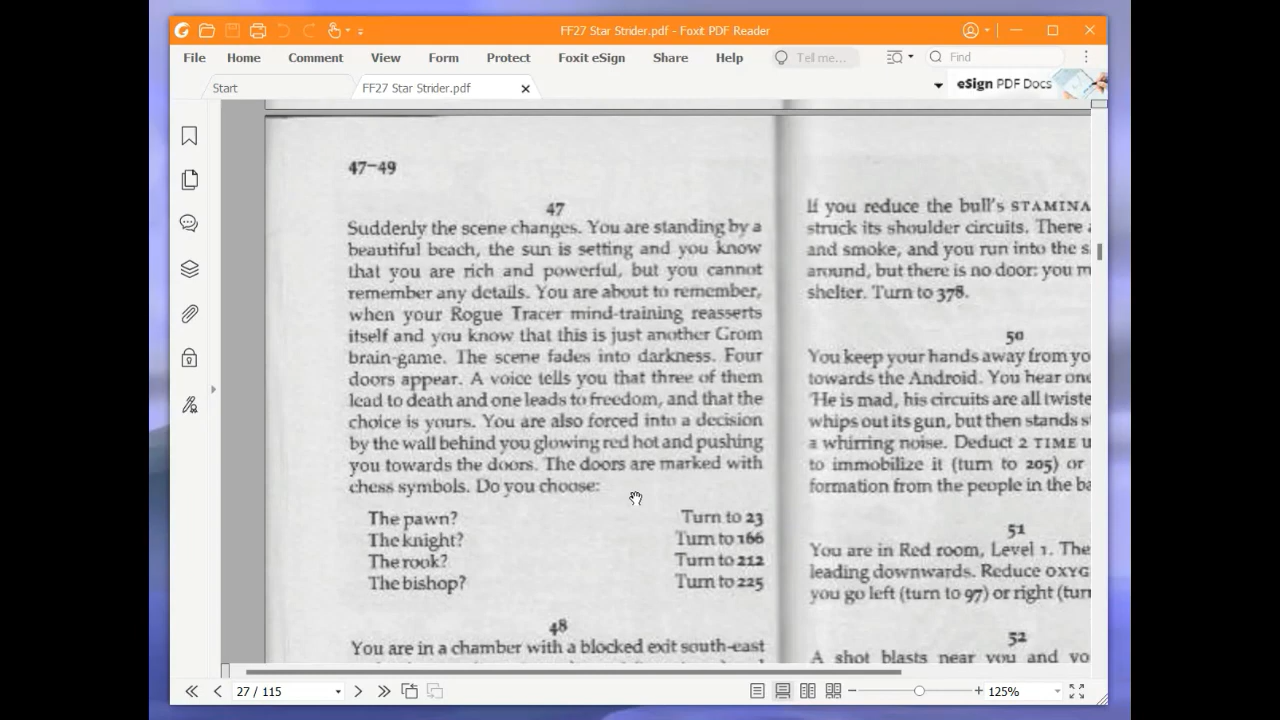 FF27 Star Strider.pdf - Foxit PDF Reader
File Home Comment View Form Protect Foxit eSign Share Help Tell me... Find
Start FF27 Star Strider.pdf eSign PDF Docs
47–49
47
Suddenly the scene changes. You are standing by a
beautiful beach, the sun is setting and you know
that you are rich and powerful, but you cannot
remember any details. You are about to remember,
when your Rogue Tracer mind-training reasserts
itself and you know that this is just another Grom
brain-game. The scene fades into darkness. Four
doors appear. A voice tells you that three of them
lead to death and one leads to freedom, and that the
choice is yours. You are also forced into a decision
by the wall behind you glowing red hot and pushing
you towards the doors. The doors are marked with
chess symbols. Do you choose:
The pawn? Turn to 23
The knight? Turn to 166
The rook? Turn to 212
The bishop? Turn to 225
48
You are in a chamber with a blocked exit south-east
If you reduce the bull's STAMINA
struck its shoulder circuits. There
and smoke, and you run into the s
around, but there is no door: you m
shelter. Turn to 378.
50
You keep your hands away from yo
towards the Android. You hear one
'He is mad, his circuits are all twiste
whips out its gun, but then stands s
a whirring noise. Deduct 2 TIME U
to immobilize it (turn to 205) or
formation from the people in the ba
51
You are in Red room, Level 1. The
leading downwards. Reduce OXYG
you go left (turn to 97) or right (turn
52
A shot blasts near you and yo
27 / 115 125%